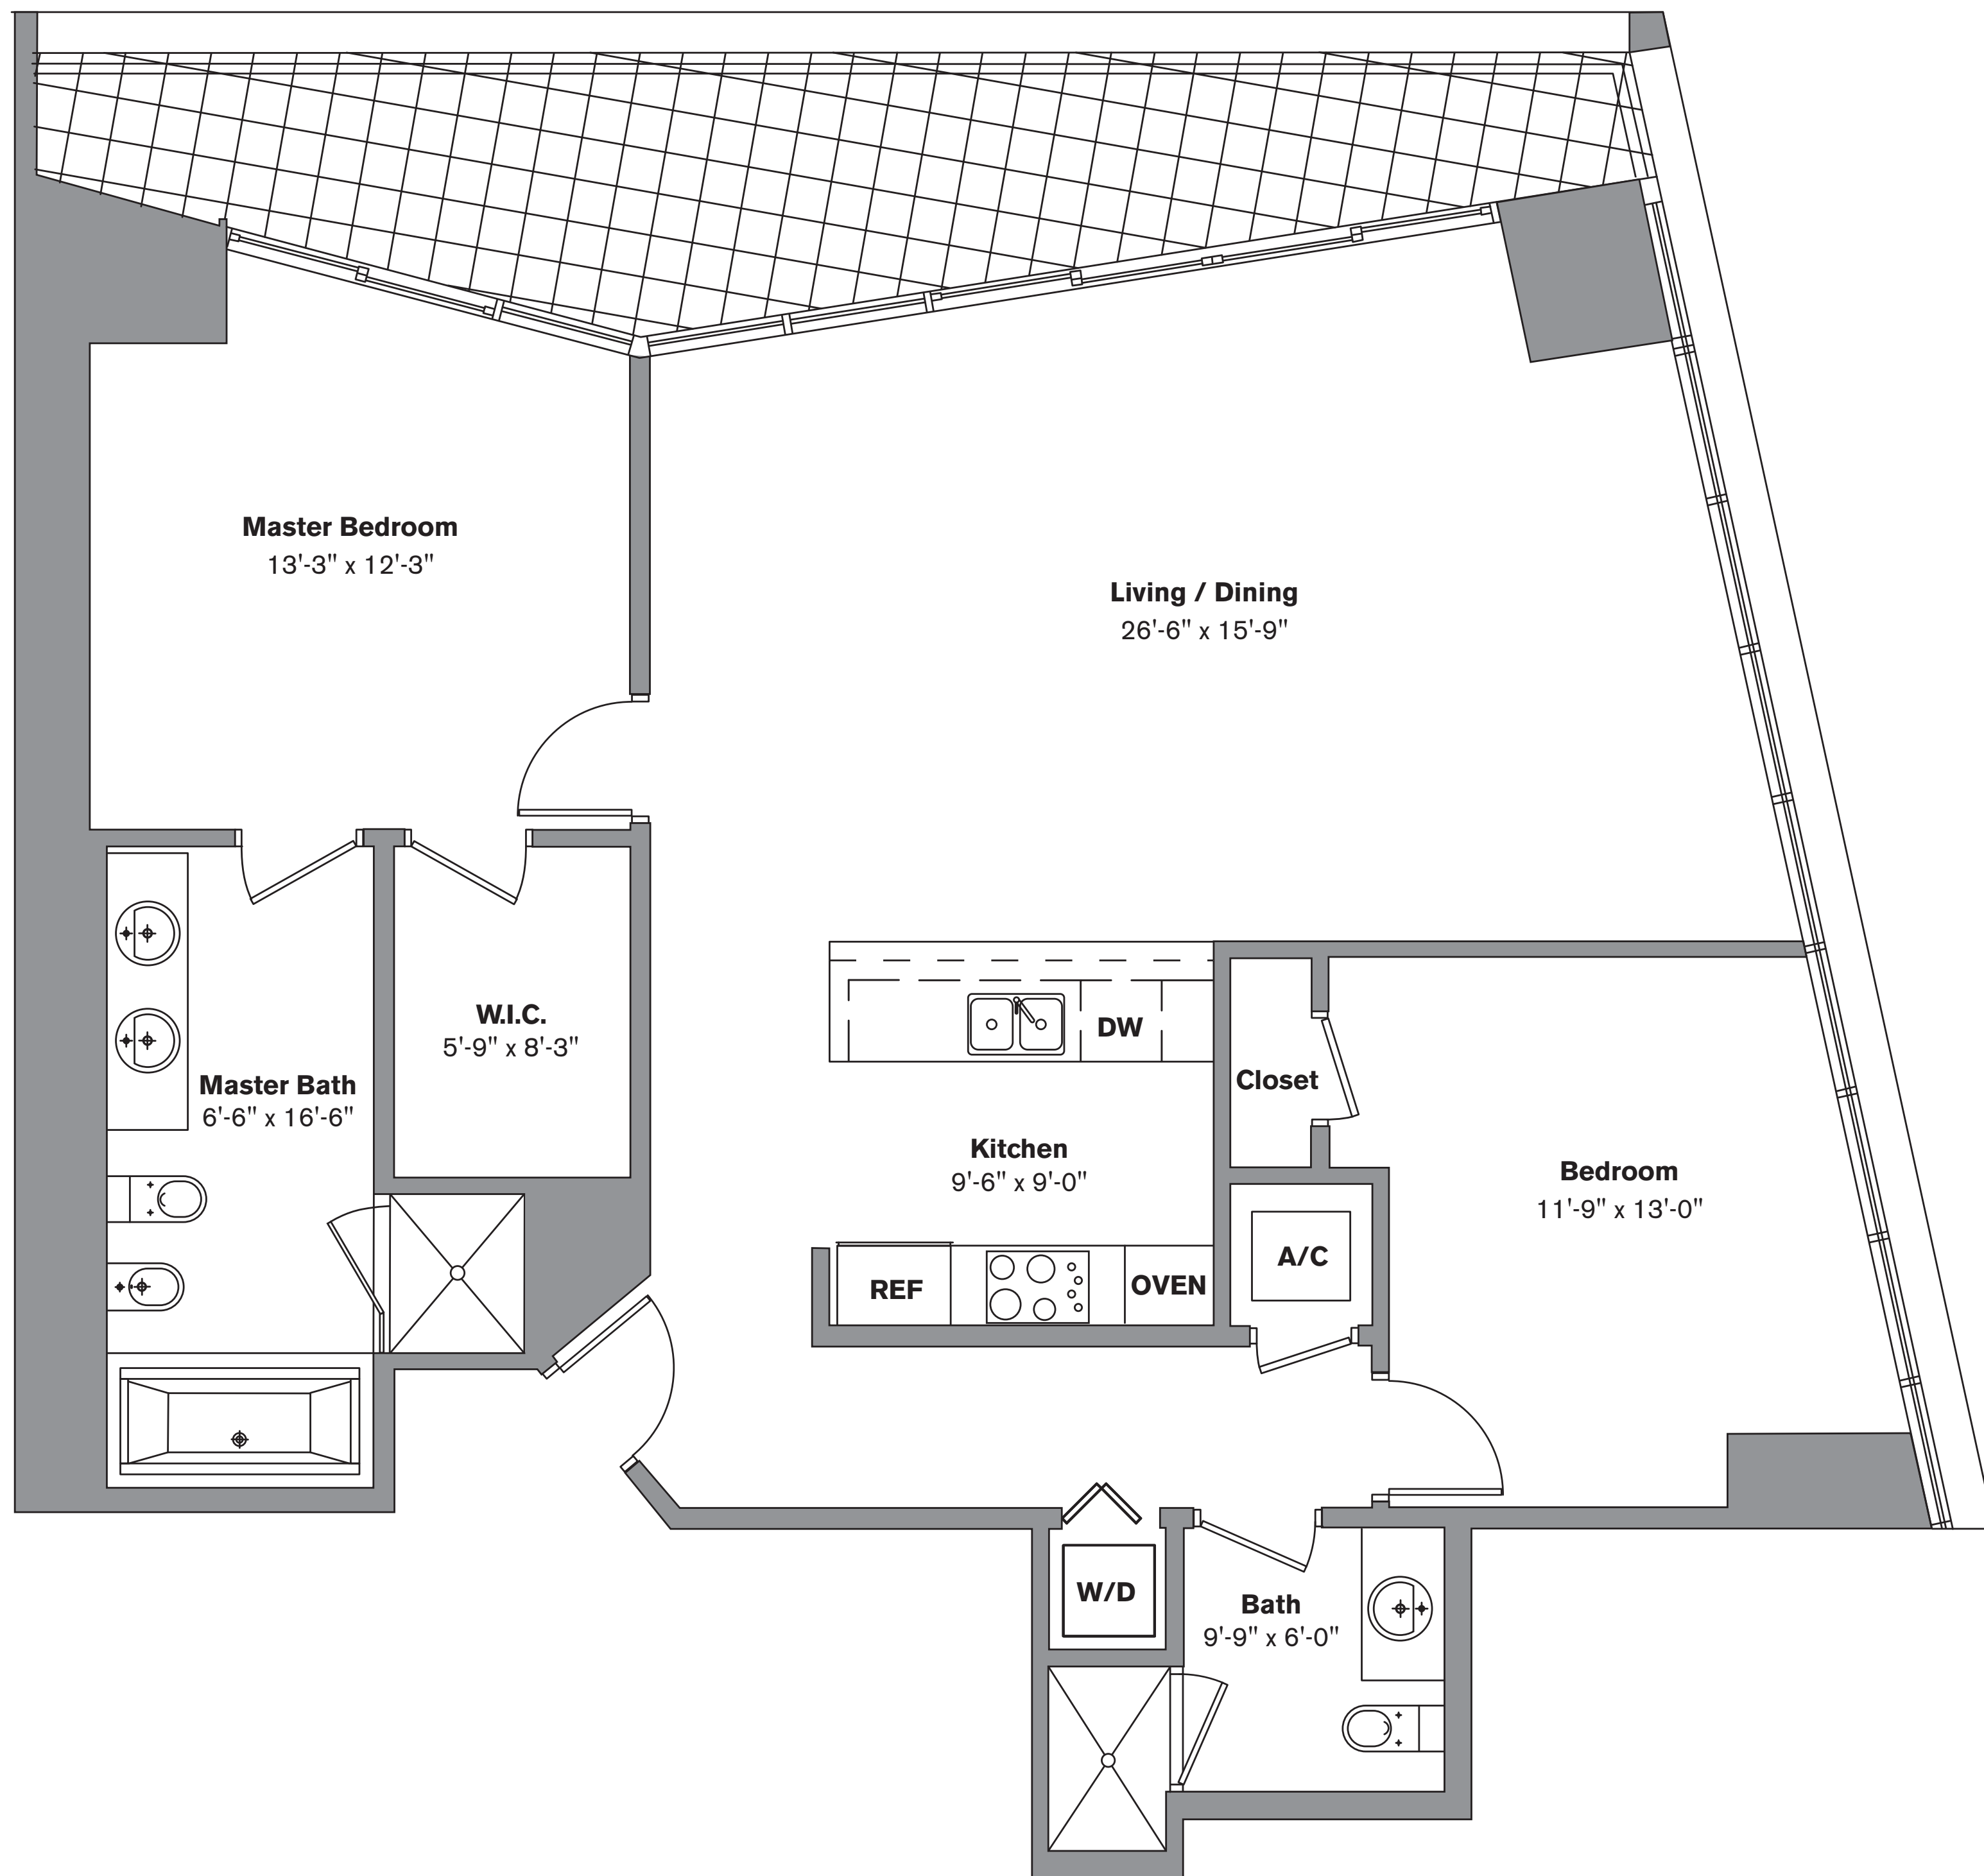 Master Bedroom
13'-3" x 12'-3"
Living / Dining
26'-6" x 15'-9"
W.I.C.
5'-9" x 8'-3"
DW
Closet
Master Bath
6'-6" x 16'-6"
Kitchen
9'-6" x 9'-0"
Bedroom
11'-9" x 13'-0"
A/C
REF
OVEN
W/D
Bath
9'-9" x 6'-0"